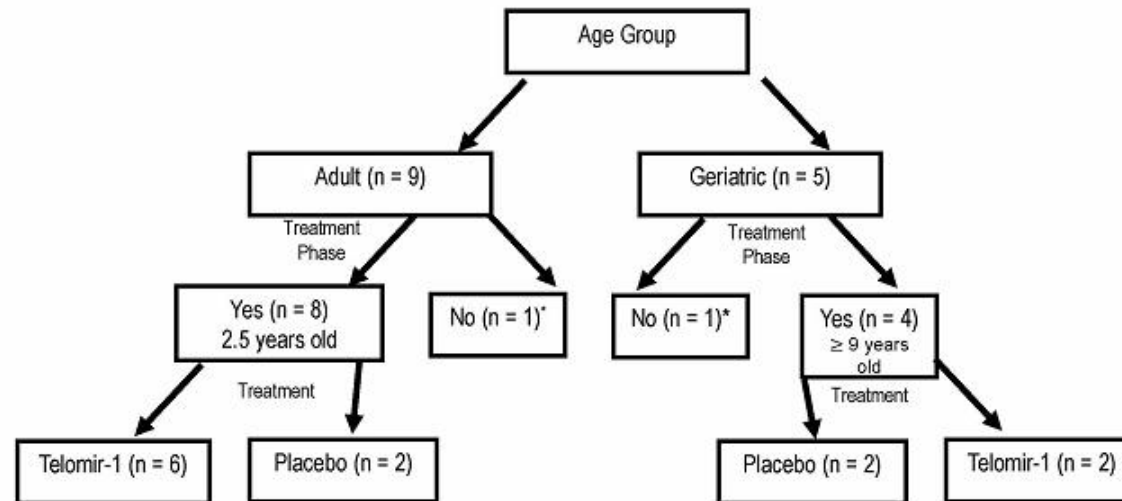 Age Group
Adult (n = 9)
Geriatric (n = 5)
Treatment
Phase
Treatment
Phase
Yes (n = 8)
2.5 years old
No (n = 1)*
No (n = 1)*
Yes (n = 4)
≥ 9 years
old
Treatment
Treatment
Telomir-1 (n = 6)
Placebo (n = 2)
Placebo (n = 2)
Telomir-1 (n = 2)